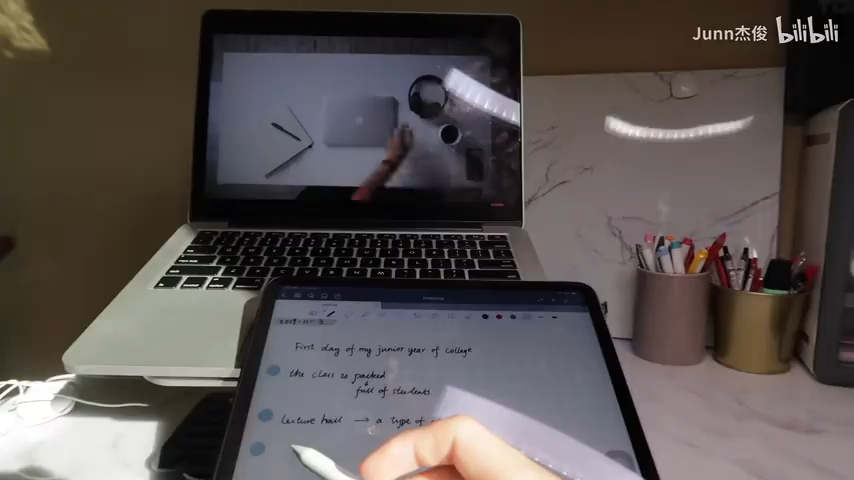 Junn杰俊 bilibili
First day of my junior year of college
the class is packed
full of students
Lecture hall → a type of